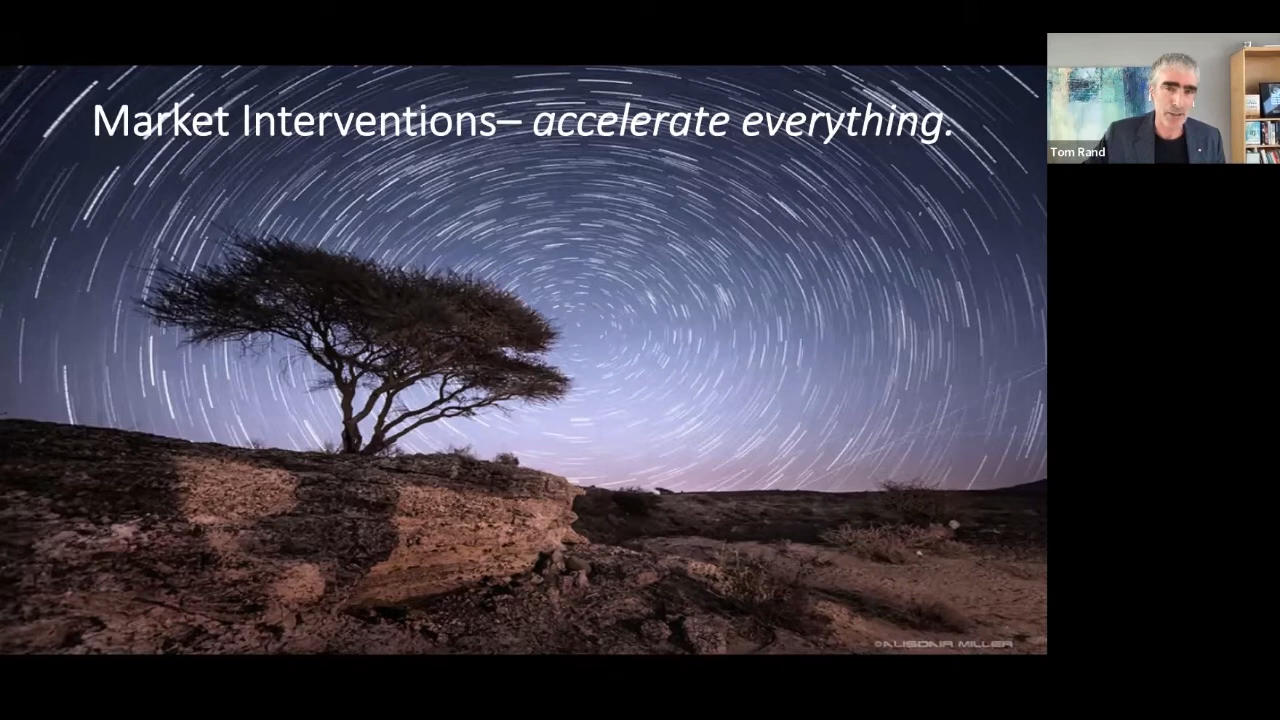 Market Interventions– accelerate everything.
Tom Rand
©ALISDAIR MILLER